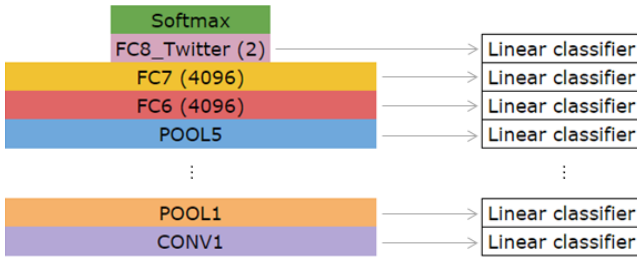 Softmax
FC8_Twitter (2) Linear classifier
FC7 (4096) Linear classifier
FC6 (4096) Linear classifier
POOL5 Linear classifier
⋮ ⋮
POOL1 Linear classifier
CONV1 Linear classifier